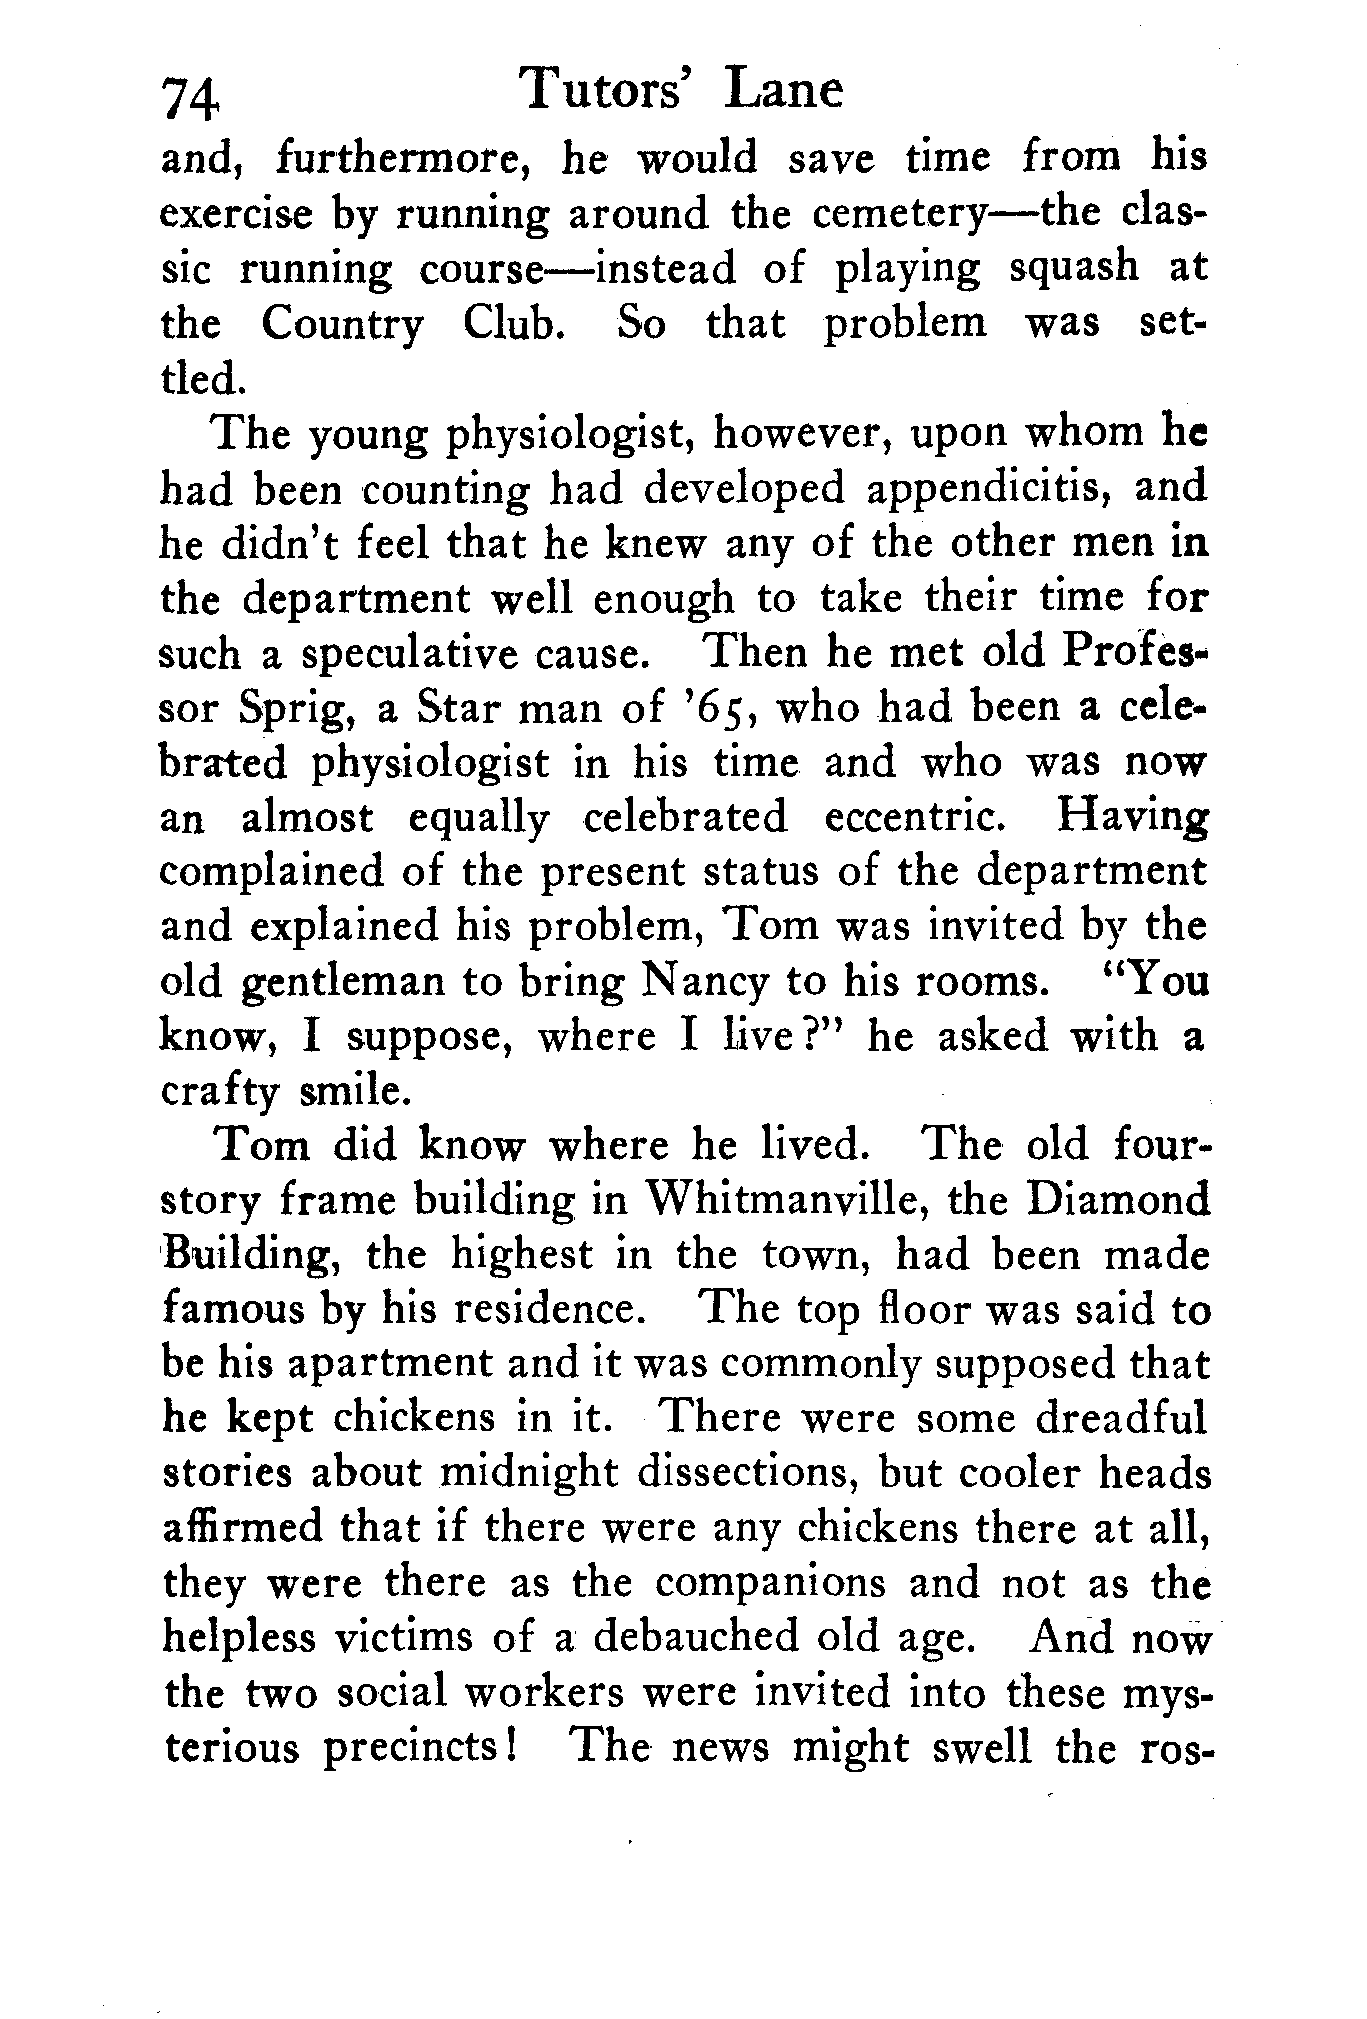 74 Tutors' Lane
and, furthermore, he would save time from his
exercise by running around the cemetery—the clas-
sic running course—instead of playing squash at
the Country Club. So that problem was set-
tled.
The young physiologist, however, upon whom he
had been counting had developed appendicitis, and
he didn't feel that he knew any of the other men in
the department well enough to take their time for
such a speculative cause. Then he met old Profes-
sor Sprig, a Star man of '65, who had been a cele-
brated physiologist in his time and who was now
an almost equally celebrated eccentric. Having
complained of the present status of the department
and explained his problem, Tom was invited by the
old gentleman to bring Nancy to his rooms. "You
know, I suppose, where I live?" he asked with a
crafty smile.
Tom did know where he lived. The old four-
story frame building in Whitmanville, the Diamond
Building, the highest in the town, had been made
famous by his residence. The top floor was said to
be his apartment and it was commonly supposed that
he kept chickens in it. There were some dreadful
stories about midnight dissections, but cooler heads
affirmed that if there were any chickens there at all,
they were there as the companions and not as the
helpless victims of a debauched old age. And now
the two social workers were invited into these mys-
terious precincts! The news might swell the ros-